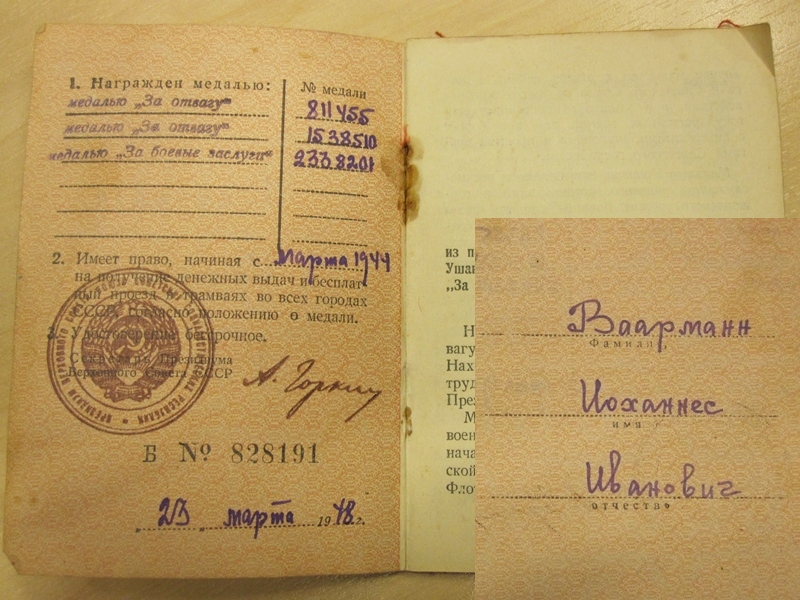 1. Награжден медалью:
№ медали
медалью „За отвагу“
811455
медалью „За отвагу“
1538510
медалью „За боевые заслуги“
2338201
2. Имеет право, начиная с марта 1944
на получение денежных выдач и бесплат-
ный проезд в трамваях во всех городах
СССР, согласно положению о медали.
3. Удостоверение бессрочное.
Секретарь Президиума
Верховного Совета СССР
А. Горкин
Б № 828191
23 марта 1948 г.
из п
Ушак
„За
Н
вагу
Нах
труд
През
М
воен
нача
ской
Фло
Ваарманн
Фамилия
Иоханнес
имя
Иванович
отчество